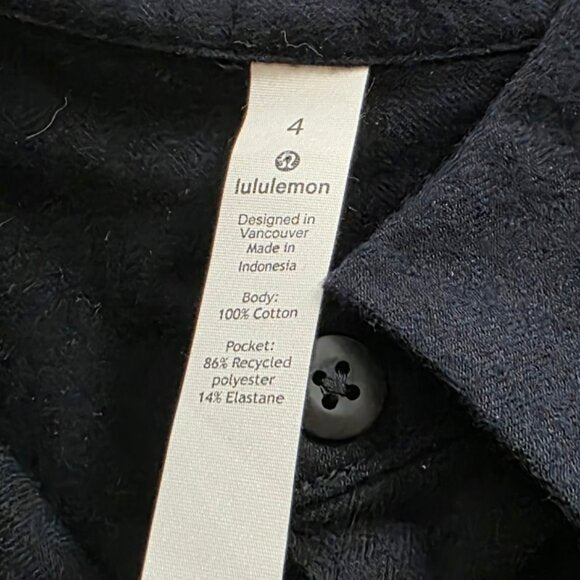 4
lululemon
Designed in
Vancouver
Made in
Indonesia
Body:
100% Cotton
Pocket:
86% Recycled
polyester
14% Elastane